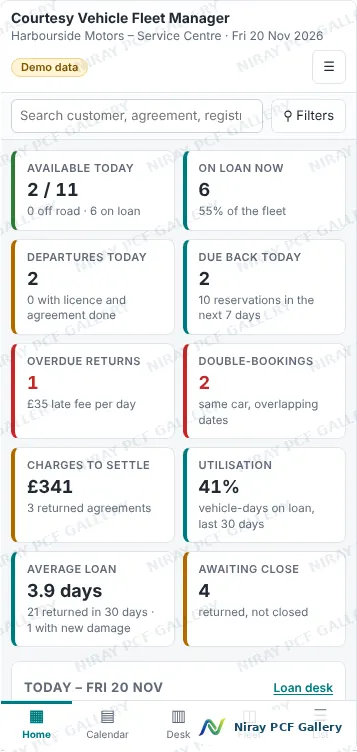 Courtesy Vehicle Fleet Manager
Harbourside Motors – Service Centre · Fri 20 Nov 2026
Demo data
☰
Search customer, agreement, registr
Filters
AVAILABLE TODAY
2 / 11
0 off road · 6 on loan
ON LOAN NOW
6
55% of the fleet
DEPARTURES TODAY
2
0 with licence and
agreement done
DUE BACK TODAY
2
10 reservations in the
next 7 days
OVERDUE RETURNS
1
£35 late fee per day
DOUBLE-BOOKINGS
2
same car, overlapping
dates
CHARGES TO SETTLE
£341
3 returned agreements
UTILISATION
41%
vehicle-days on loan,
last 30 days
AVERAGE LOAN
3.9 days
21 returned in 30 days ·
1 with new damage
AWAITING CLOSE
4
returned, not closed
TODAY – FRI 20 NOV
Loan desk
Home
Calendar
Desk
Niray PCF Gallery
NIRAY PCF GALLERY